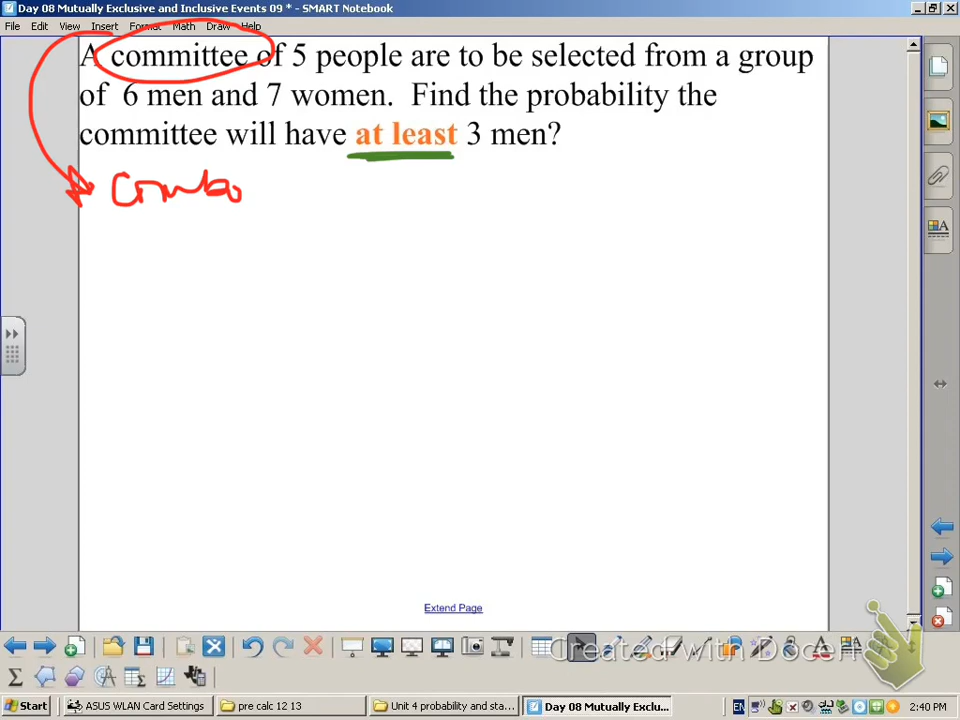 Day 08 Mutually Exclusive and Inclusive Events 09 * - SMART Notebook
File Edit View Insert Format Math Draw Help
A committee of 5 people are to be selected from a group
of 6 men and 7 women. Find the probability the
committee will have at least 3 men?
Combo
Extend Page
Created with Doceri
Start ASUS WLAN Card Settings pre calc 12 13 Unit 4 probability and sta... Day 08 Mutually Exclu... EN 2:40 PM